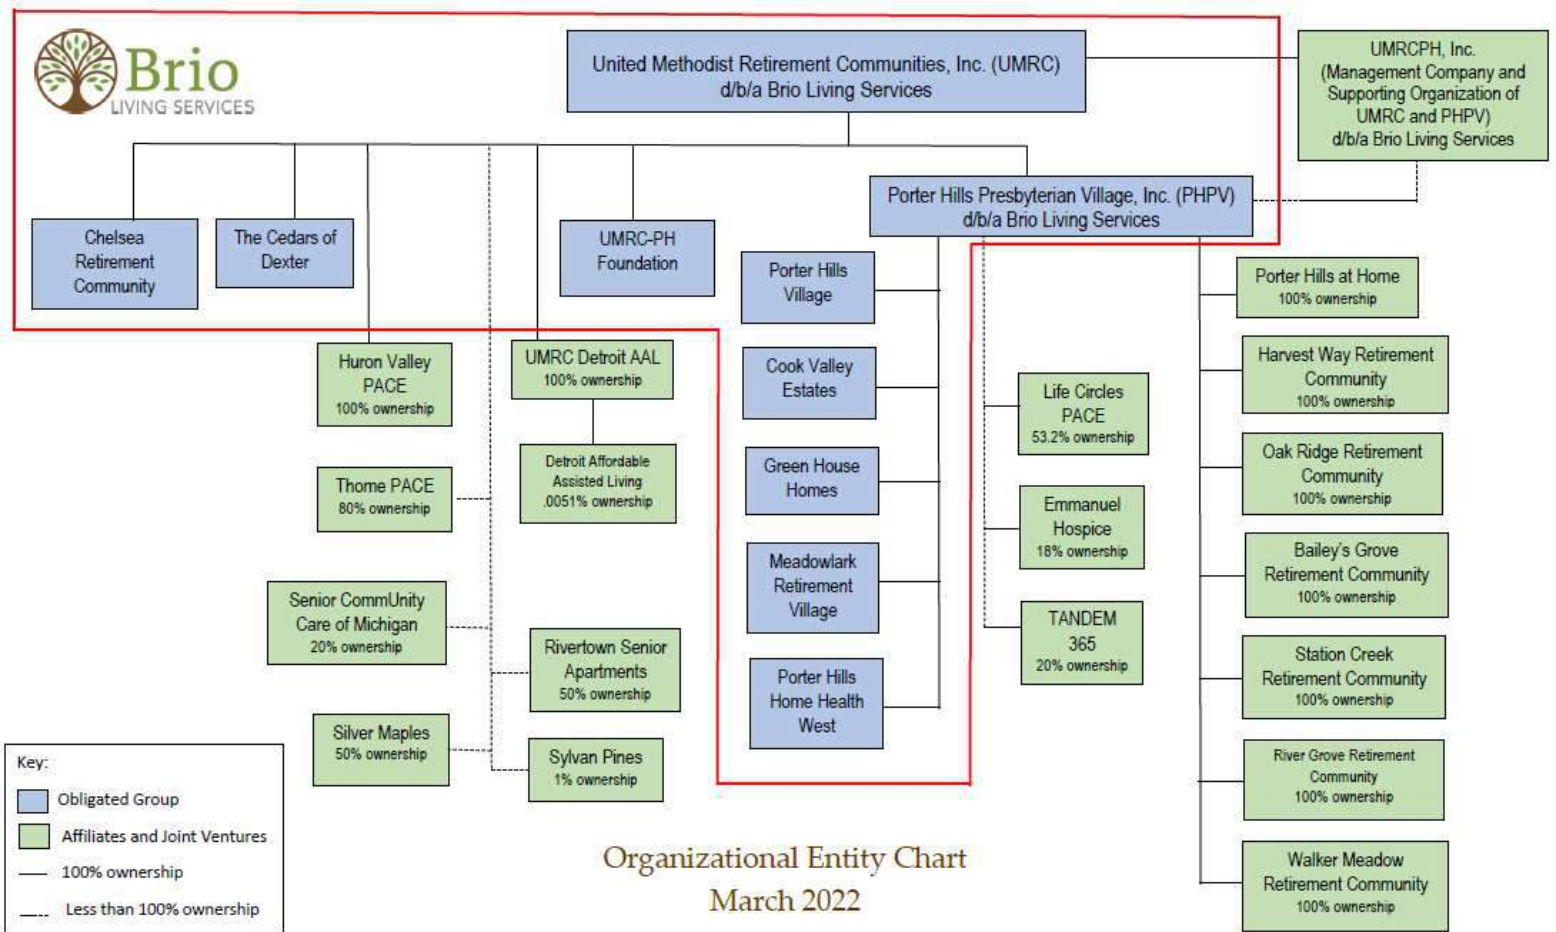 Brio
LIVING SERVICES
United Methodist Retirement Communities, Inc. (UMRC)
d/b/a Brio Living Services
UMRCPH, Inc.
(Management Company and
Supporting Organization of
UMRC and PHPV)
d/b/a Brio Living Services
Porter Hills Presbyterian Village, Inc. (PHPV)
d/b/a Brio Living Services
Chelsea
Retirement
Community
The Cedars of
Dexter
UMRC-PH
Foundation
Huron Valley
PACE
100% ownership
UMRC Detroit AAL
100% ownership
Thome PACE
80% ownership
Detroit Affordable
Assisted Living
.0051% ownership
Senior CommUnity
Care of Michigan
20% ownership
Rivertown Senior
Apartments
50% ownership
Silver Maples
50% ownership
Sylvan Pines
1% ownership
Porter Hills
Village
Cook Valley
Estates
Green House
Homes
Meadowlark
Retirement
Village
Porter Hills
Home Health
West
Life Circles
PACE
53.2% ownership
Emmanuel
Hospice
18% ownership
TANDEM
365
20% ownership
Porter Hills at Home
100% ownership
Harvest Way Retirement
Community
100% ownership
Oak Ridge Retirement
Community
100% ownership
Bailey's Grove
Retirement Community
100% ownership
Station Creek
Retirement Community
100% ownership
River Grove Retirement
Community
100% ownership
Walker Meadow
Retirement Community
100% ownership
Key:
Obligated Group
Affiliates and Joint Ventures
100% ownership
Less than 100% ownership
Organizational Entity Chart
March 2022